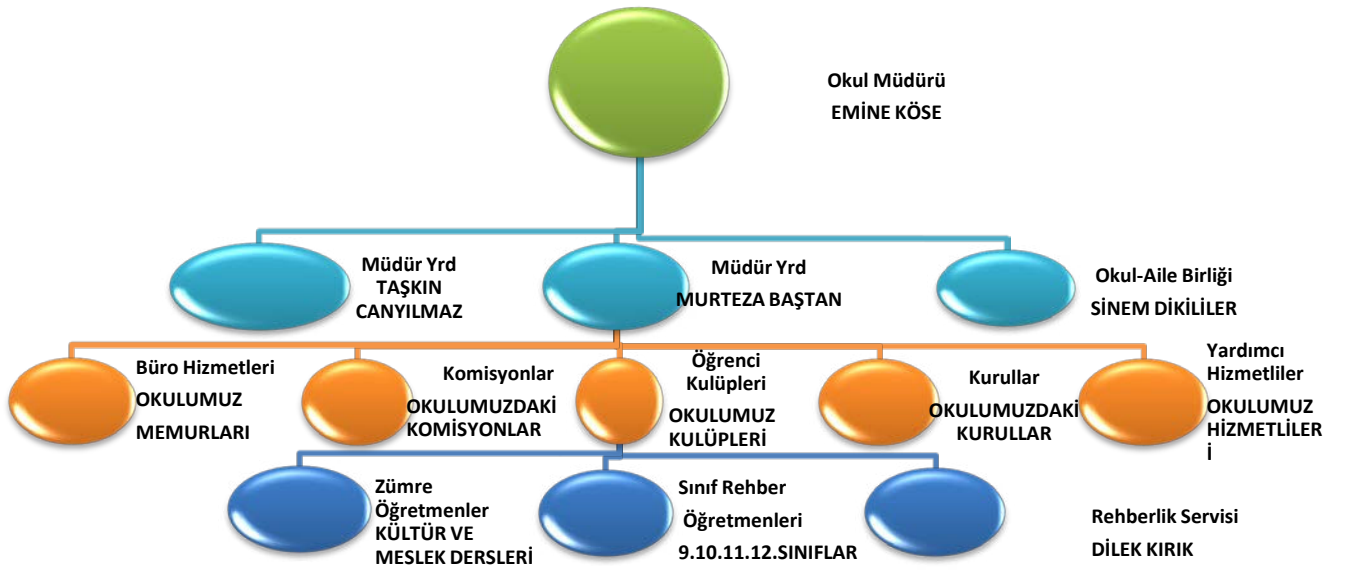 Okul Müdürü
EMİNE KÖSE
Müdür Yrd
TAŞKIN
CANYILMAZ
Müdür Yrd
MURTEZA BAŞTAN
Okul-Aile Birliği
SİNEM DİKİLİLER
Büro Hizmetleri
OKULUMUZ
MEMURLARI
Komisyonlar
OKULUMUZDAKİ
KOMİSYONLAR
Öğrenci
Kulüpleri
OKULUMUZ
KULÜPLERİ
Kurullar
OKULUMUZDAKİ
KURULLAR
Yardımcı
Hizmetliler
OKULUMUZ
HİZMETLİLER
İ
Zümre
Öğretmenler
KÜLTÜR VE
MESLEK DERSLERİ
Sınıf Rehber
Öğretmenleri
9.10.11.12.SINIFLAR
Rehberlik Servisi
DİLEK KIRIK